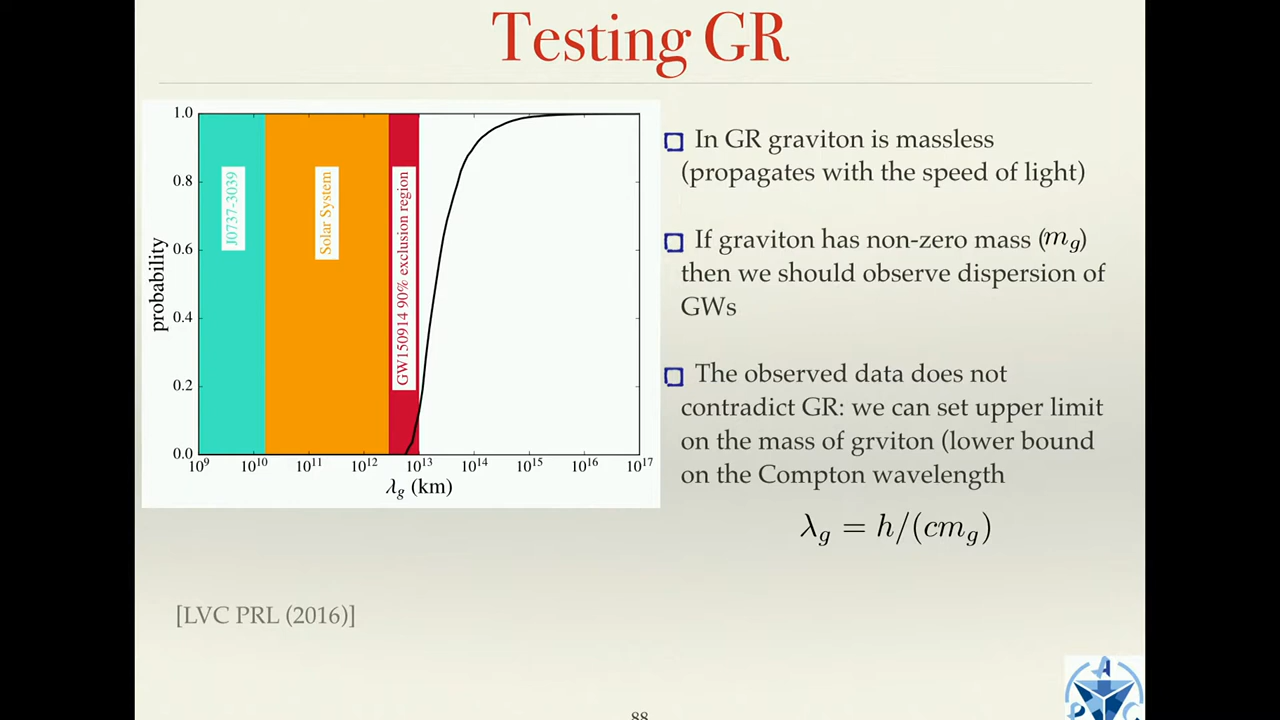 Testing GR
1.0
0.8
0.6
0.4
0.2
0.0
probability
J0737-3039
Solar System
GW150914 90% exclusion region
10⁹ 10¹⁰ 10¹¹ 10¹² 10¹³ 10¹⁴ 10¹⁵ 10¹⁶ 10¹⁷
λg (km)
In GR graviton is massless
(propagates with the speed of light)
If graviton has non-zero mass (mg)
then we should observe dispersion of
GWs
The observed data does not
contradict GR: we can set upper limit
on the mass of grviton (lower bound
on the Compton wavelength
λg = h/(cmg)
[LVC PRL (2016)]
88
A P C